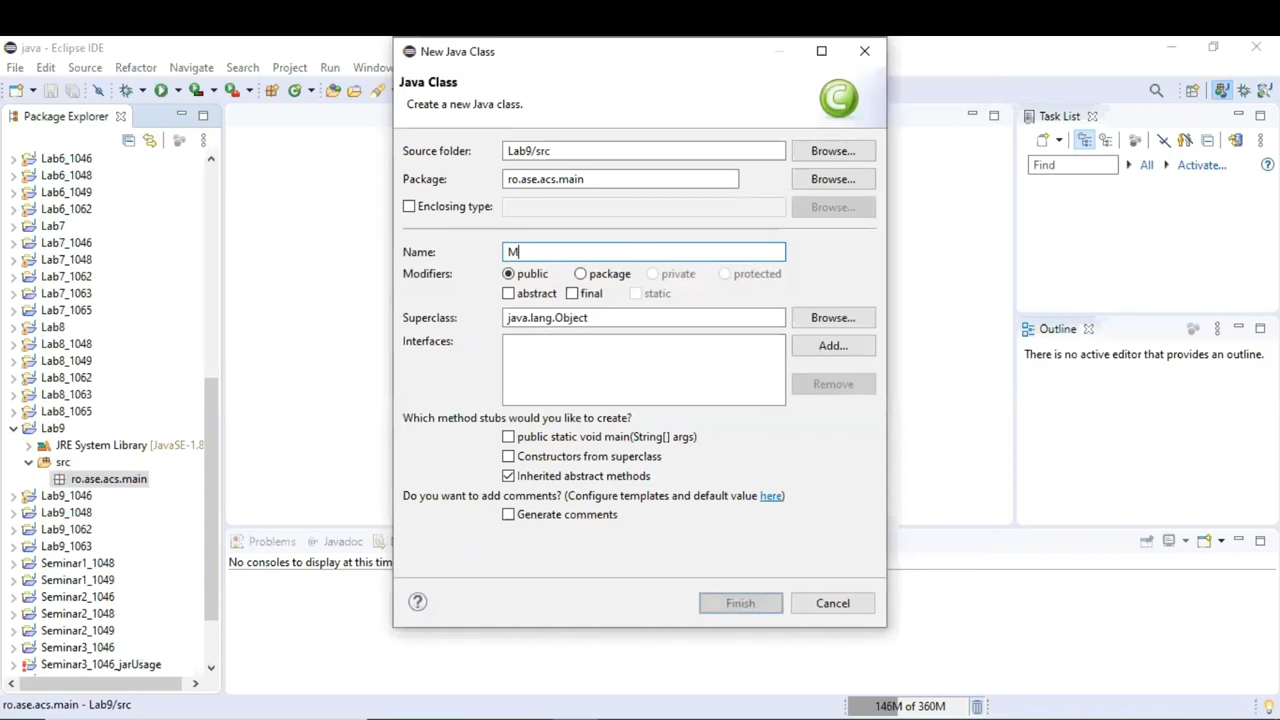 java - Eclipse IDE
File Edit Source Refactor Navigate Search Project Run Window
Package Explorer
Lab6_1046
Lab6_1048
Lab6_1049
Lab6_1062
Lab7
Lab7_1046
Lab7_1048
Lab7_1062
Lab7_1063
Lab7_1065
Lab8
Lab8_1048
Lab8_1049
Lab8_1062
Lab8_1063
Lab8_1065
Lab9
JRE System Library [JavaSE-1.8
src
ro.ase.acs.main
Lab9_1046
Lab9_1048
Lab9_1062
Lab9_1063
Seminar1_1048
Seminar1_1049
Seminar2_1046
Seminar2_1048
Seminar2_1049
Seminar3_1046
Seminar3_1046_jarUsage
New Java Class
Java Class
Create a new Java class.
C
Source folder: Lab9/src Browse...
Package: ro.ase.acs.main Browse...
Enclosing type: Browse...
Name: M
Modifiers: public package private protected
abstract final static
Superclass: java.lang.Object Browse...
Interfaces: Add...
Remove
Which method stubs would you like to create?
public static void main(String[] args)
Constructors from superclass
Inherited abstract methods
Do you want to add comments? (Configure templates and default value here)
Generate comments
? Finish Cancel
Problems Javadoc
No consoles to display at this tim
Task List
Find All Activate...
Outline
There is no active editor that provides an outline.
ro.ase.acs.main - Lab9/src
146M of 360M